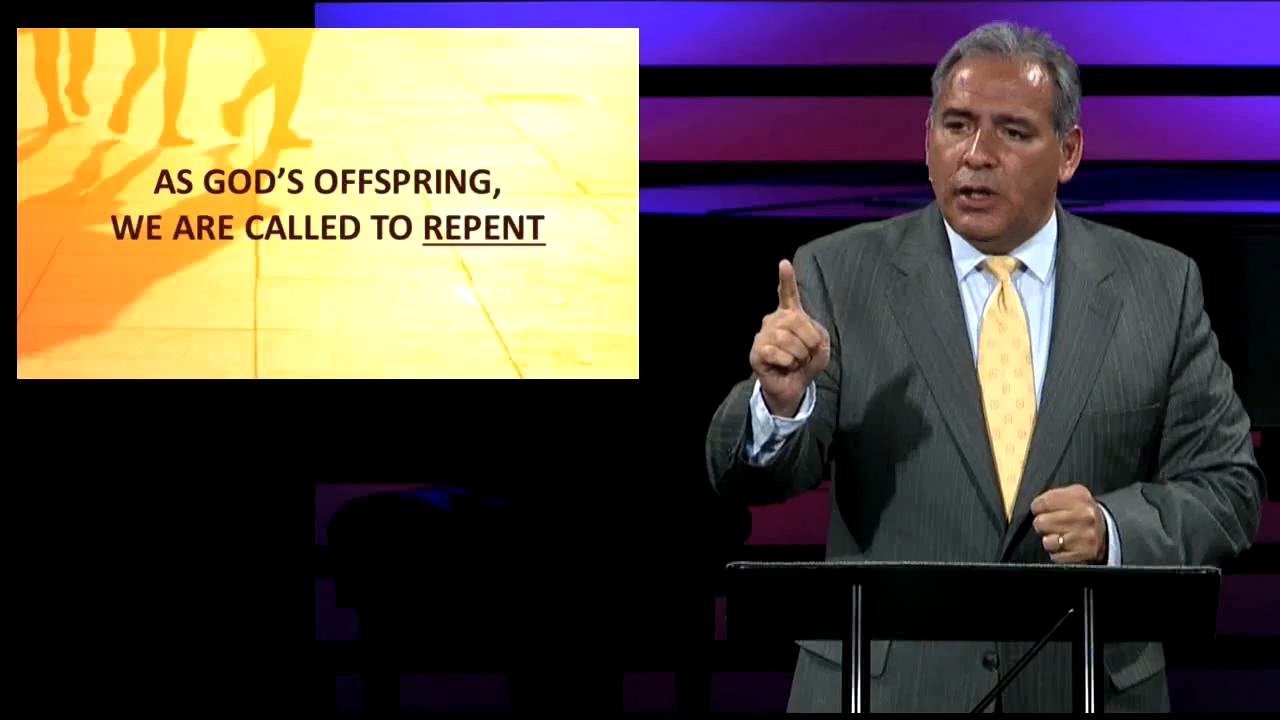 AS GOD’S OFFSPRING,
WE ARE CALLED TO REPENT